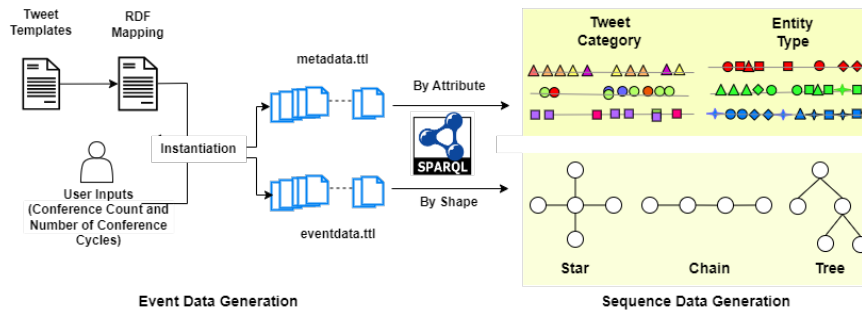 Tweet
Templates
RDF
Mapping
User Inputs
(Conference Count and
Number of Conference
Cycles)
Instantiation
metadata.ttl
eventdata.ttl
By Attribute
SPARQL
By Shape
Tweet
Category
Entity
Type
Star
Chain
Tree
Event Data Generation
Sequence Data Generation